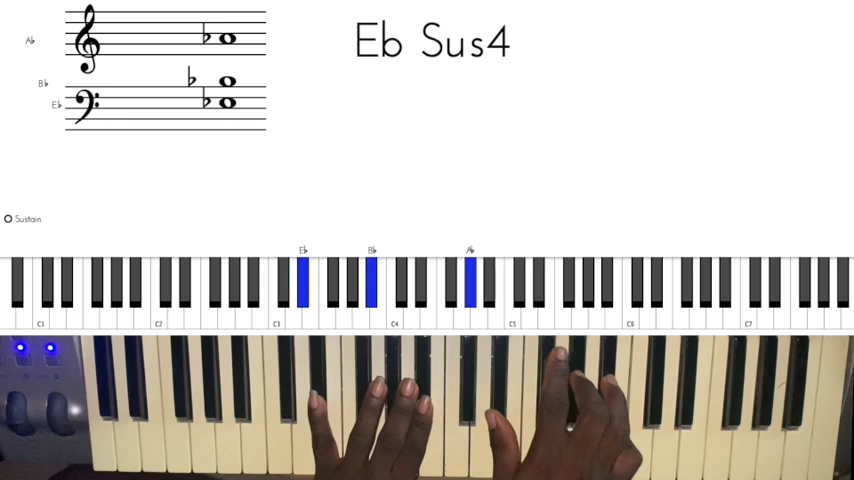 Eb Sus4
A♭
B♭
E♭
Sustain
E♭ B♭ A♭
C1 C2 C3 C4 C5 C6 C7